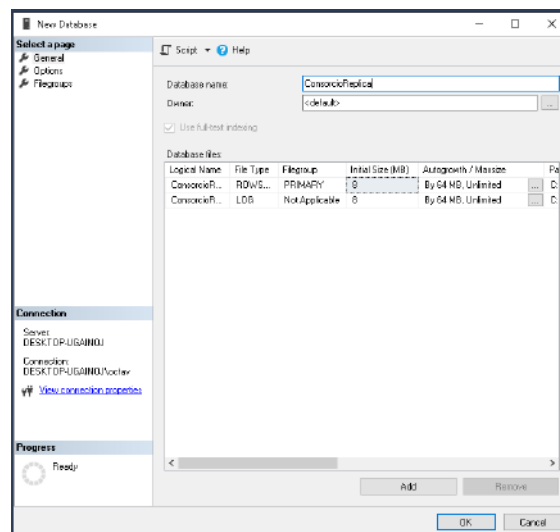 New Database
Select a page
General
Options
Filegroups
Script Help
Database name: ConsorcioReplica
Owner: <default>
...
Use full-text indexing
Database files:
Logical Name File Type Filegroup Initial Size (MB) Autogrowth / Maxsize Pa
ConsorcioR... ROWS... PRIMARY 8 By 64 MB, Unlimited ... C:
ConsorcioR... LOG Not Applicable 8 By 64 MB, Unlimited ... C:
Connection
Server:
DESKTOP-UGAINOJ
Connection:
DESKTOP-UGAINOJ\octav
View connection properties
Progress
Ready
Add Remove
OK Cancel